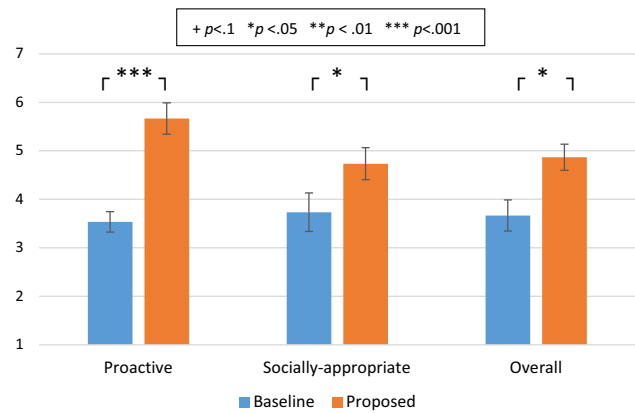 + p<.1 *p <.05 **p < .01 *** p<.001
7
6
5
4
3
2
1
*** * *
Proactive Socially-appropriate Overall
Baseline Proposed